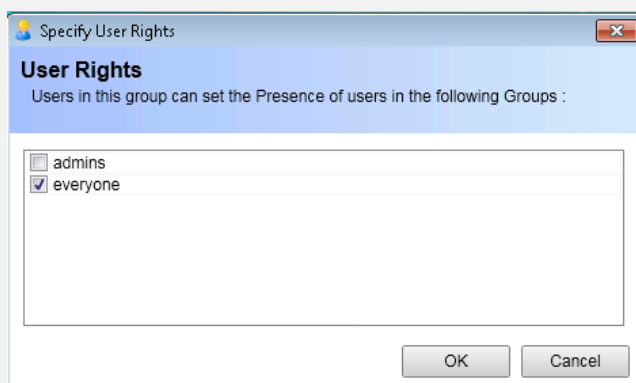 Specify User Rights
User Rights
Users in this group can set the Presence of users in the following Groups :
admins
everyone
OK
Cancel